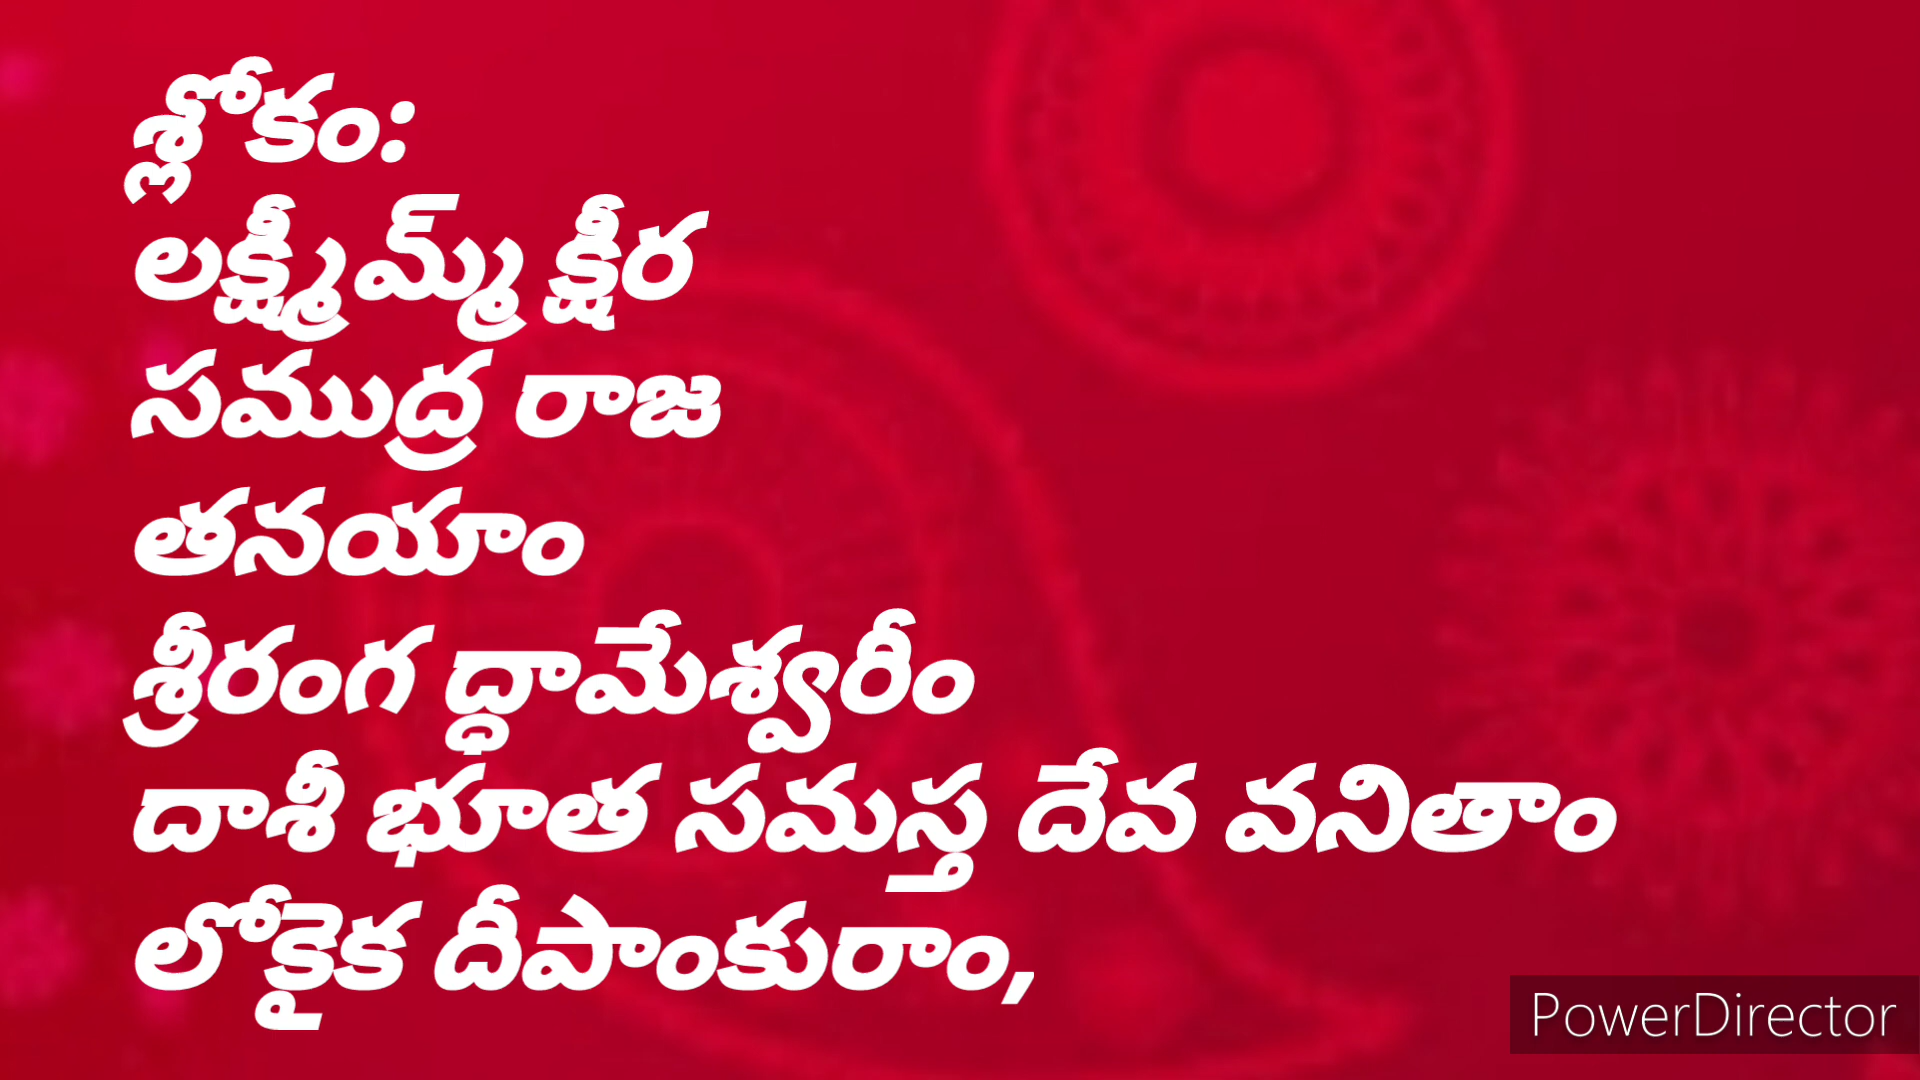 శ్లోకం:
లక్ష్మీమ్మ్ క్షీర
సముద్ర రాజ
తనయాం
శ్రీరంగ ద్ధామేశ్వరీం
దాశీ భూత సమస్త దేవ వనితాం
లోకైక దీపాంకురాం,
PowerDirector